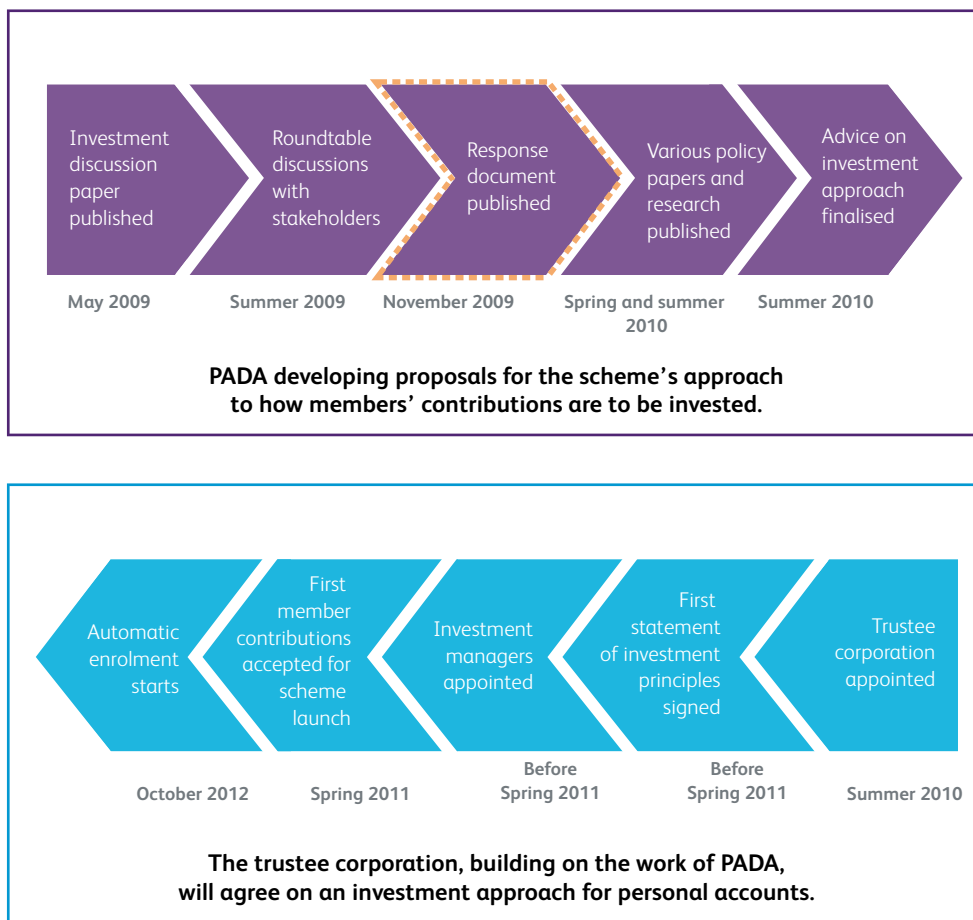 Investment
discussion
paper
published
Roundtable
discussions
with
stakeholders
Response
document
published
Various policy
papers and
research
published
Advice on
investment
approach
finalised
May 2009
Summer 2009
November 2009
Spring and summer
2010
Summer 2010
PADA developing proposals for the scheme’s approach
to how members’ contributions are to be invested.
Automatic
enrolment
starts
First
member
contributions
accepted for
scheme
launch
Investment
managers
appointed
First
statement
of investment
principles
signed
Trustee
corporation
appointed
October 2012
Spring 2011
Before
Spring 2011
Before
Spring 2011
Summer 2010
The trustee corporation, building on the work of PADA,
will agree on an investment approach for personal accounts.